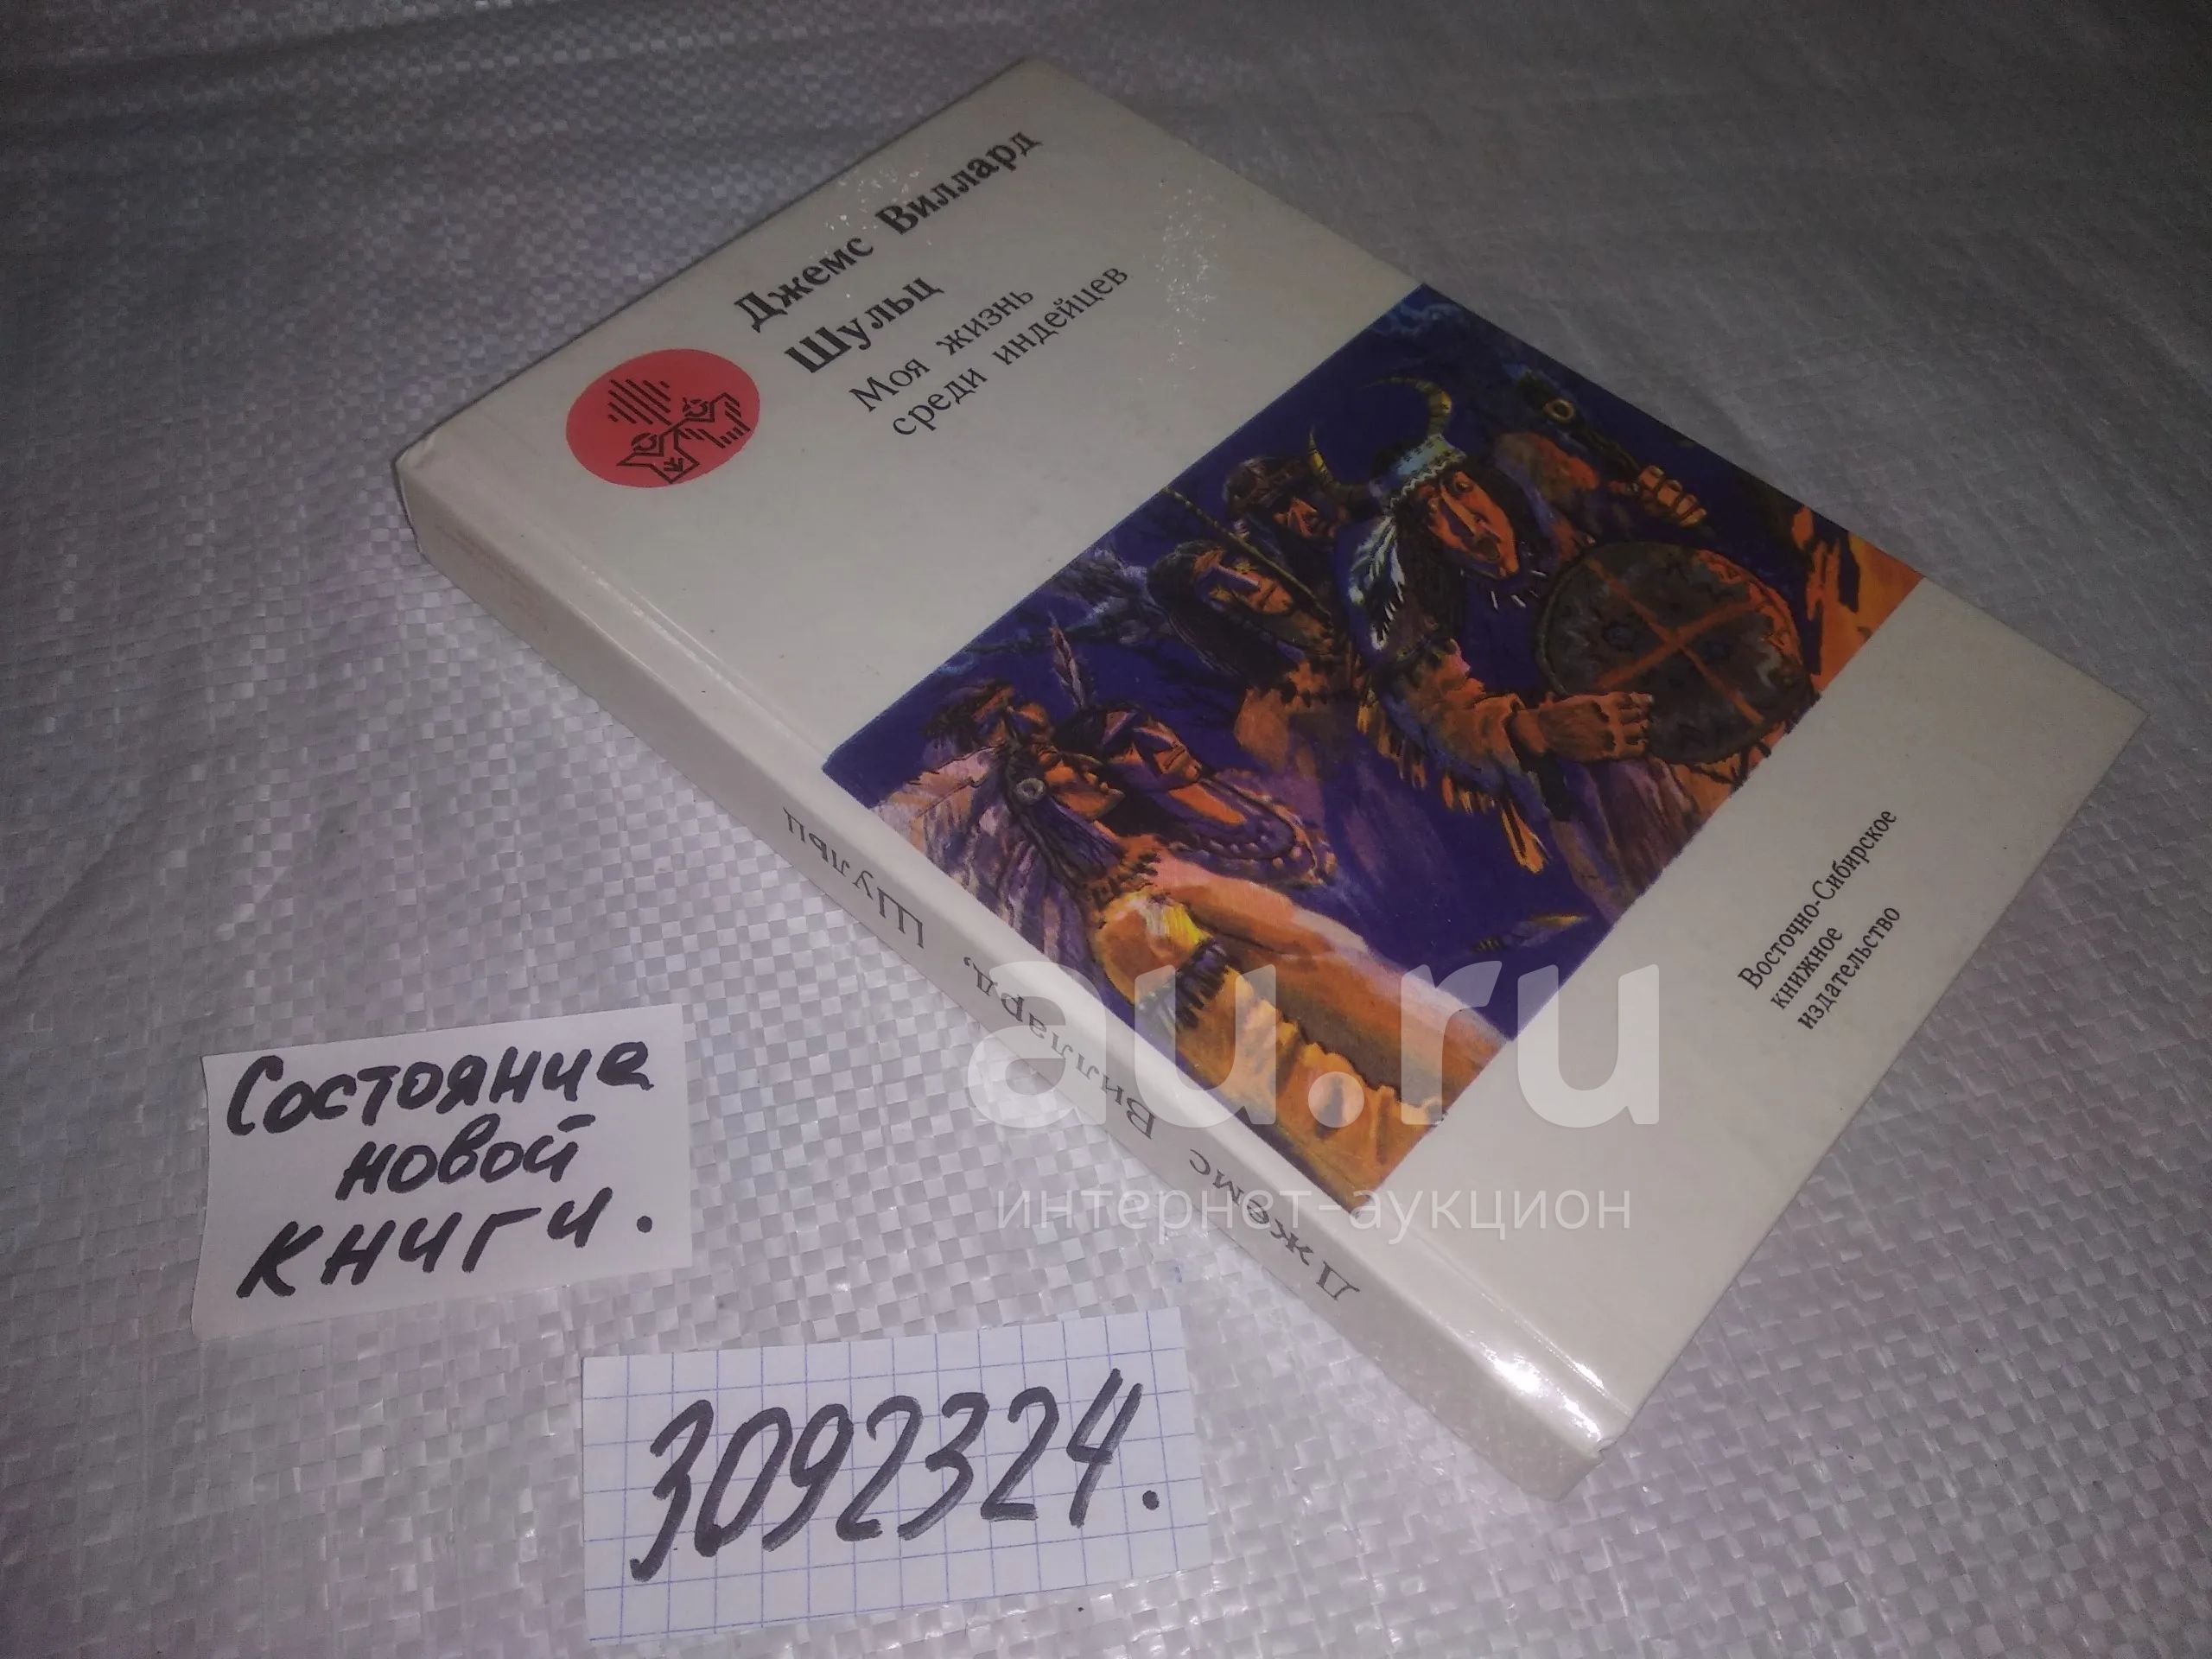 Джемс Виллард
Шульц
Моя жизнь
среди индейцев
Восточно-Сибирское
книжное
издательство
Джемс Виллард, Шульц
au.ru
интернет-аукцион
Состояние
новой
книги.
3092324.